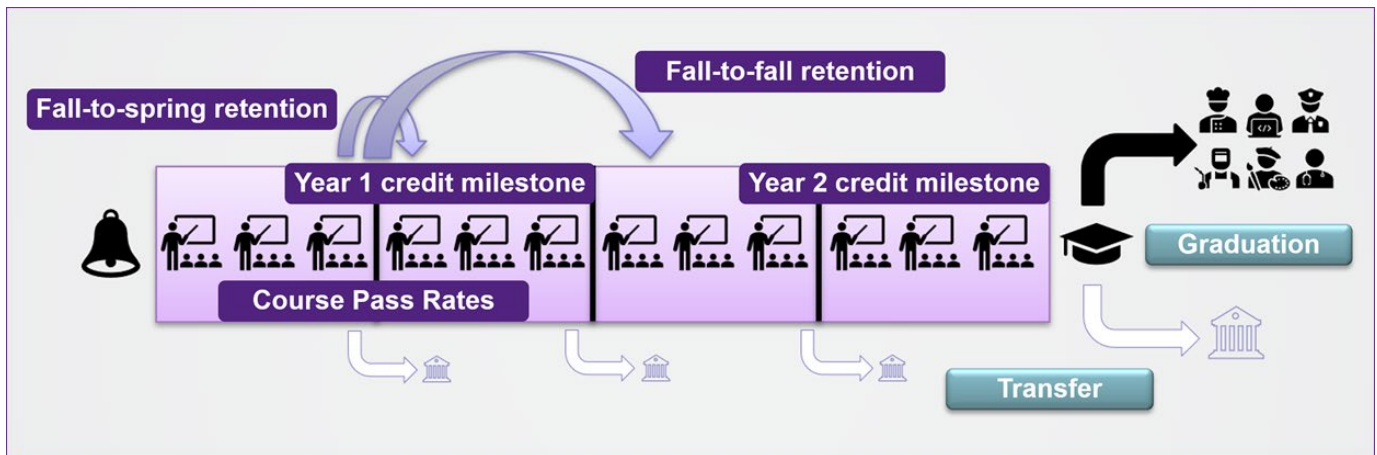 Fall-to-fall retention
Fall-to-spring retention
Year 1 credit milestone
Year 2 credit milestone
Graduation
Course Pass Rates
Transfer